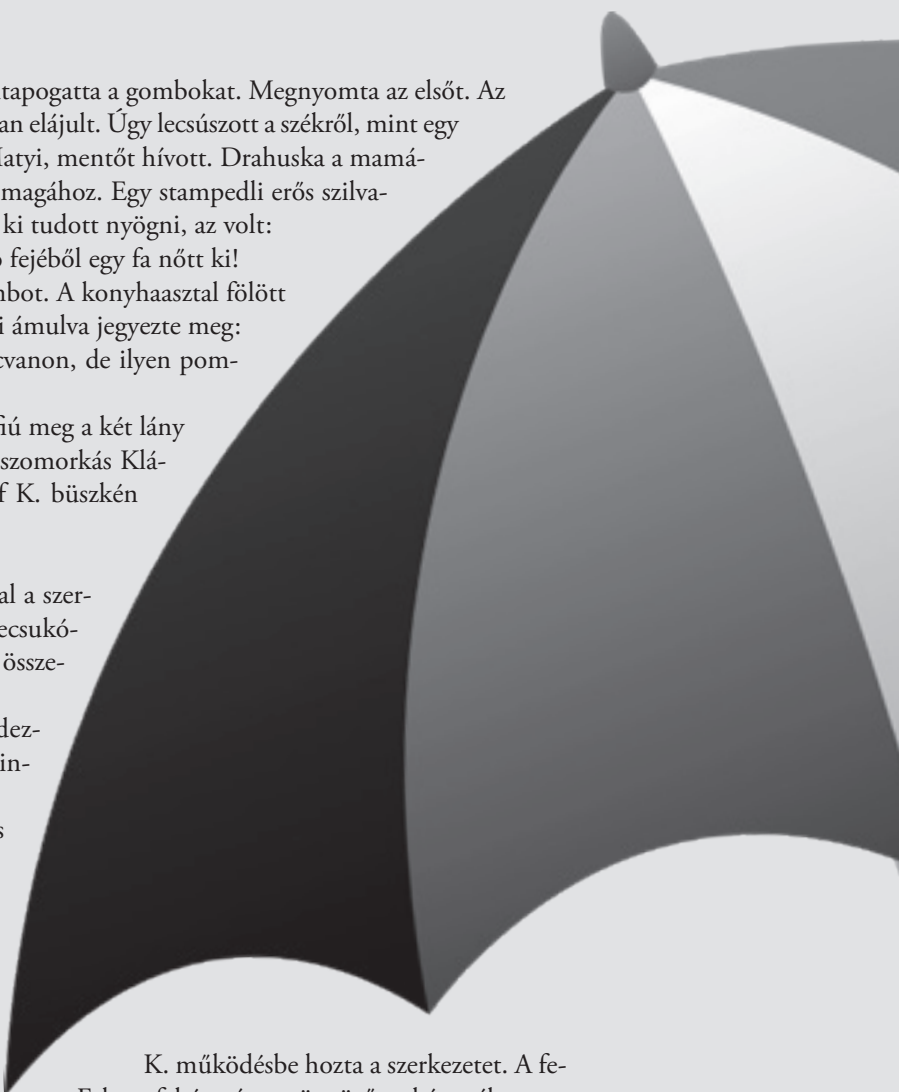 tapogatta a gombokat. Megnyomta az elsőt. Az
an elájult. Úgy lecsúszott a székről, mint egy
Matyi, mentőt hívott. Drahuska a mamá-
magához. Egy stampedli erős szilva-
ki tudott nyögni, az volt:
fejéből egy fa nőtt ki!
mbot. A konyhaasztal fölött
i ámulva jegyezte meg:
cvanon, de ilyen pom-
fiú meg a két lány
szomorkás Klá-
f K. büszkén
al a szer-
ecsukó-
össze-
dez-
in-
s
K. működésbe hozta a szerkezetet. A fe-